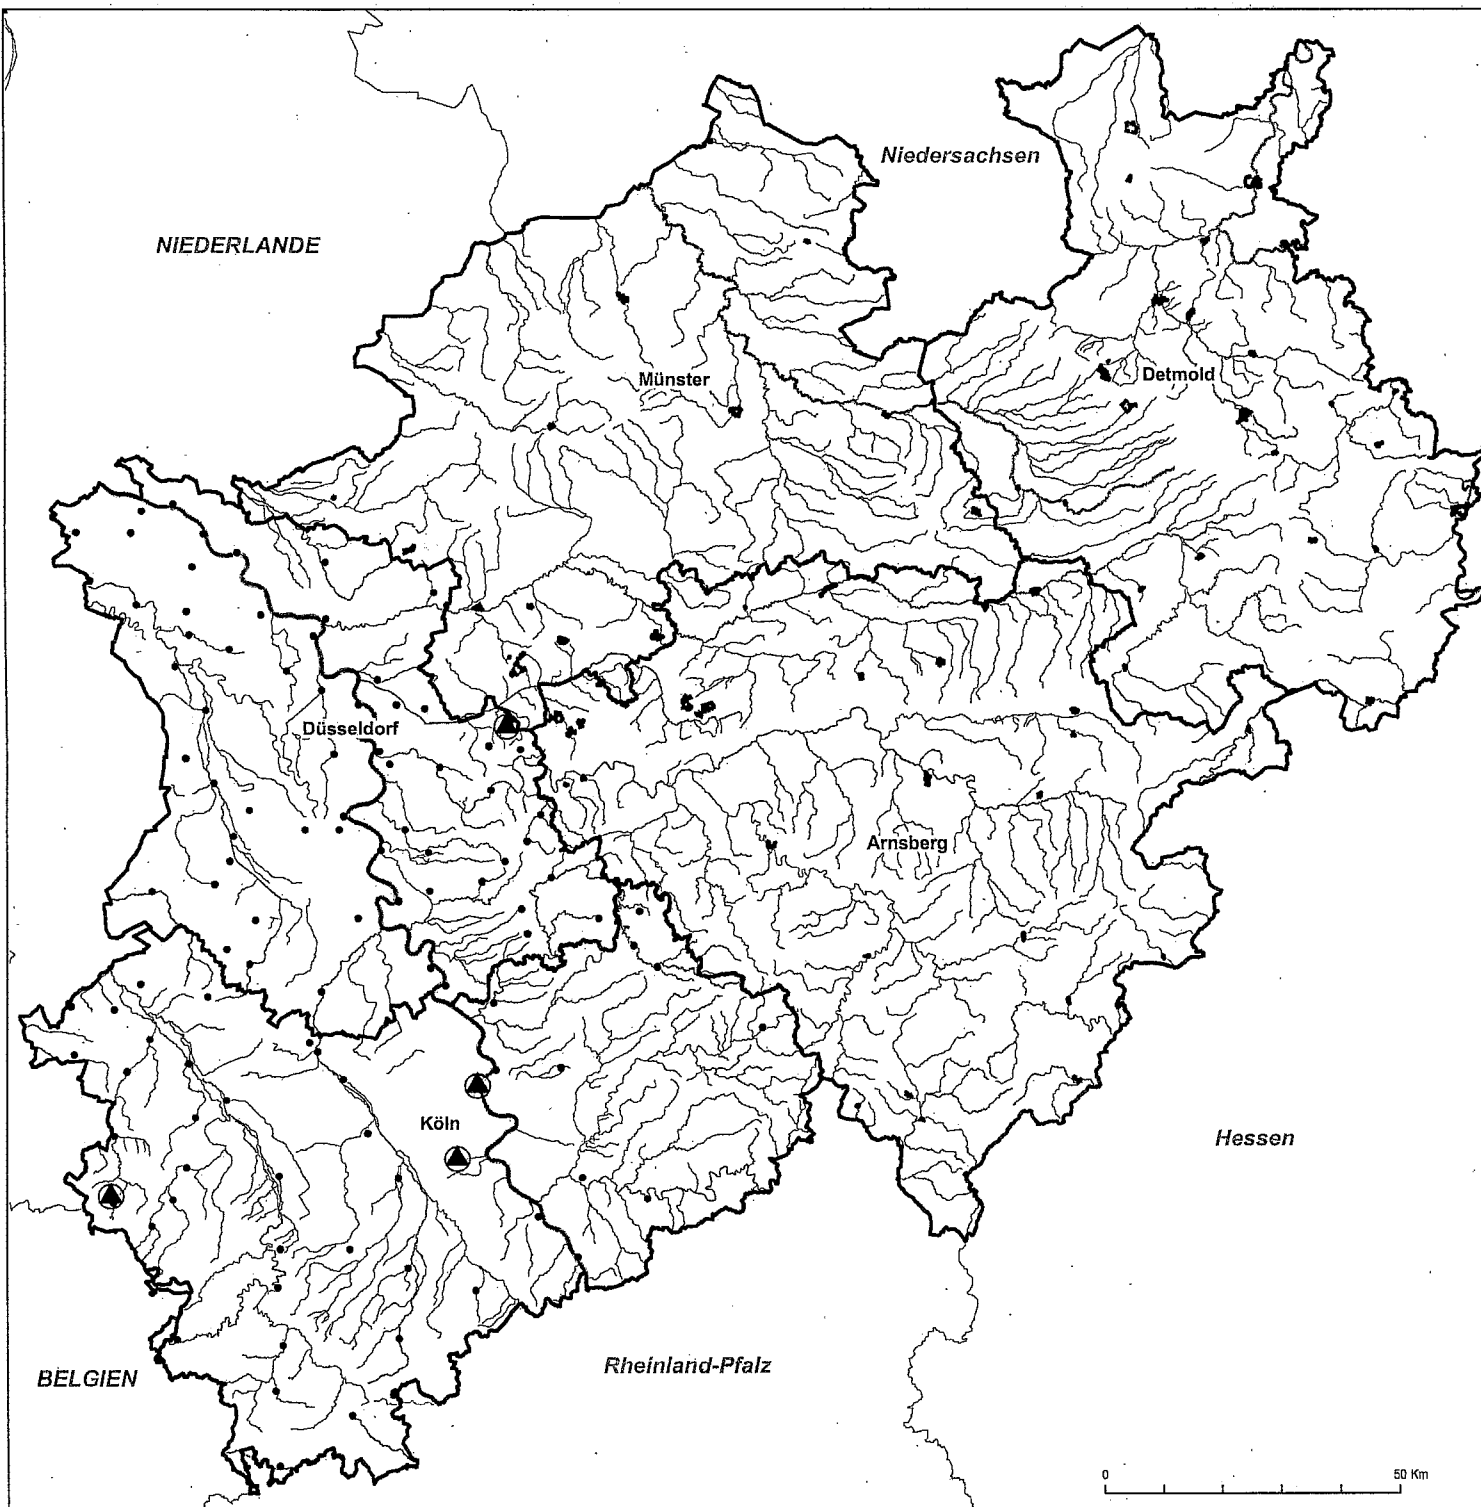 Niedersachsen
NIEDERLANDE
Münster
Detmold
Düsseldorf
Arnsberg
Köln
Hessen
Rheinland-Pfalz
BELGIEN
0
50 Km